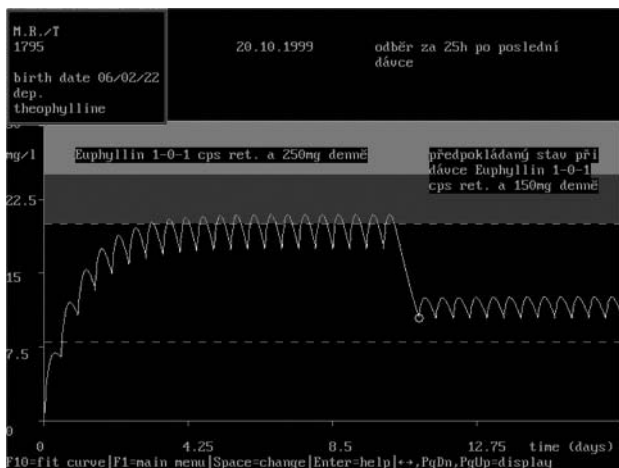 M.R./T
1795
20.10.1999
odběr za 25h po poslední
dávce
birth date 06/02/22
dep.
theophylline
30
mg/l
Euphyllin 1-0-1 cps ret. a 250mg denně
předpokládaný stav při
dávce Euphyllin 1-0-1
cps ret. a 150mg denně
22.5
15
7.5
0
0
4.25
8.5
12.75
time (days)
F10=fit curve|F1=main menu|Space=change|Enter=help|←→,PgDn,PgUp=display